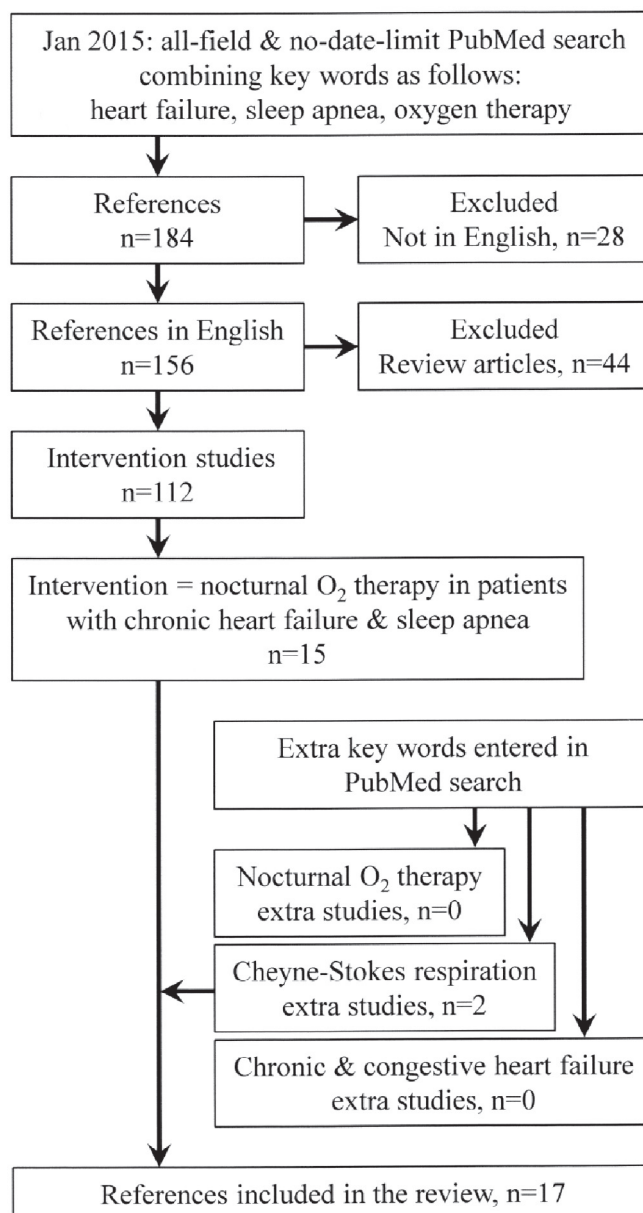 Jan 2015: all-field & no-date-limit PubMed search
combining key words as follows:
heart failure, sleep apnea, oxygen therapy
References
n=184
Excluded
Not in English, n=28
References in English
n=156
Excluded
Review articles, n=44
Intervention studies
n=112
Intervention = nocturnal O₂ therapy in patients
with chronic heart failure & sleep apnea
n=15
Extra key words entered in
PubMed search
Nocturnal O₂ therapy
extra studies, n=0
Cheyne-Stokes respiration
extra studies, n=2
Chronic & congestive heart failure
extra studies, n=0
References included in the review, n=17